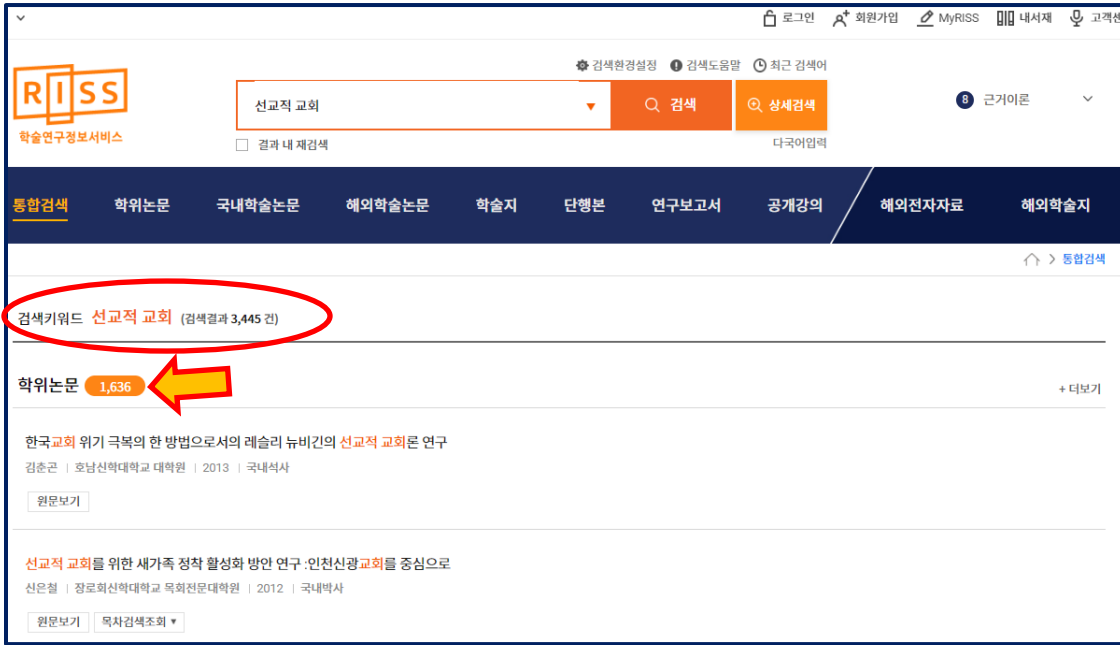 로그인 회원가입 MyRISS 내서재 고객센
검색환경설정 검색도움말 최근 검색어
RISS
학술연구정보서비스
선교적 교회 ▼ 검색 상세검색
8 근거이론
결과 내 재검색 다국어입력
통합검색 학위논문 국내학술논문 해외학술논문 학술지 단행본 연구보고서 공개강의 해외전자자료 해외학술지
> 통합검색
검색키워드 선교적 교회 (검색결과 3,445 건)
학위논문 1,636
+ 더보기
한국교회 위기 극복의 한 방법으로서의 레슬리 뉴비긴의 선교적 교회론 연구
김춘곤 | 호남신학대학교 대학원 | 2013 | 국내석사
원문보기
선교적 교회를 위한 새가족 정착 활성화 방안 연구 :인천신광교회를 중심으로
신은철 | 장로회신학대학교 목회전문대학원 | 2012 | 국내박사
원문보기 목차검색조회 ▼